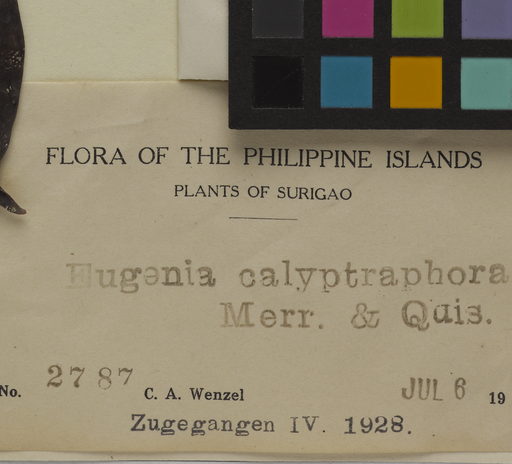 FLORA OF THE PHILIPPINE ISLANDS
PLANTS OF SURIGAO
Eugenia calyptraphora
Merr. & Quis.
No. 2787 C. A. Wenzel JUL 6 19
Zugegangen IV. 1928.